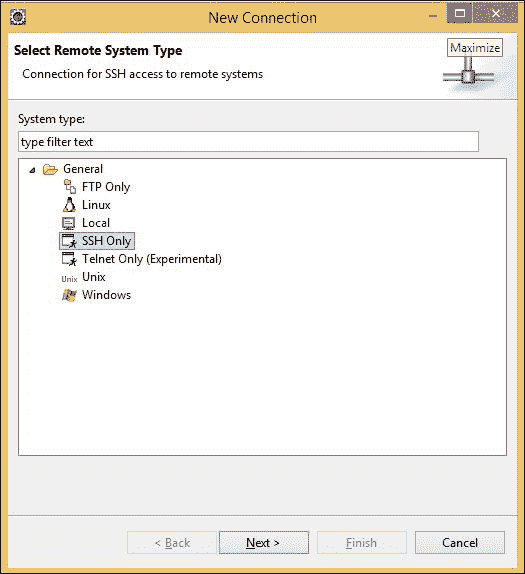 New Connection
Select Remote System Type
Maximize
Connection for SSH access to remote systems
System type:
type filter text
General
FTP Only
Linux
Local
SSH Only
Telnet Only (Experimental)
Unix Unix
Windows
< Back
Next >
Finish
Cancel